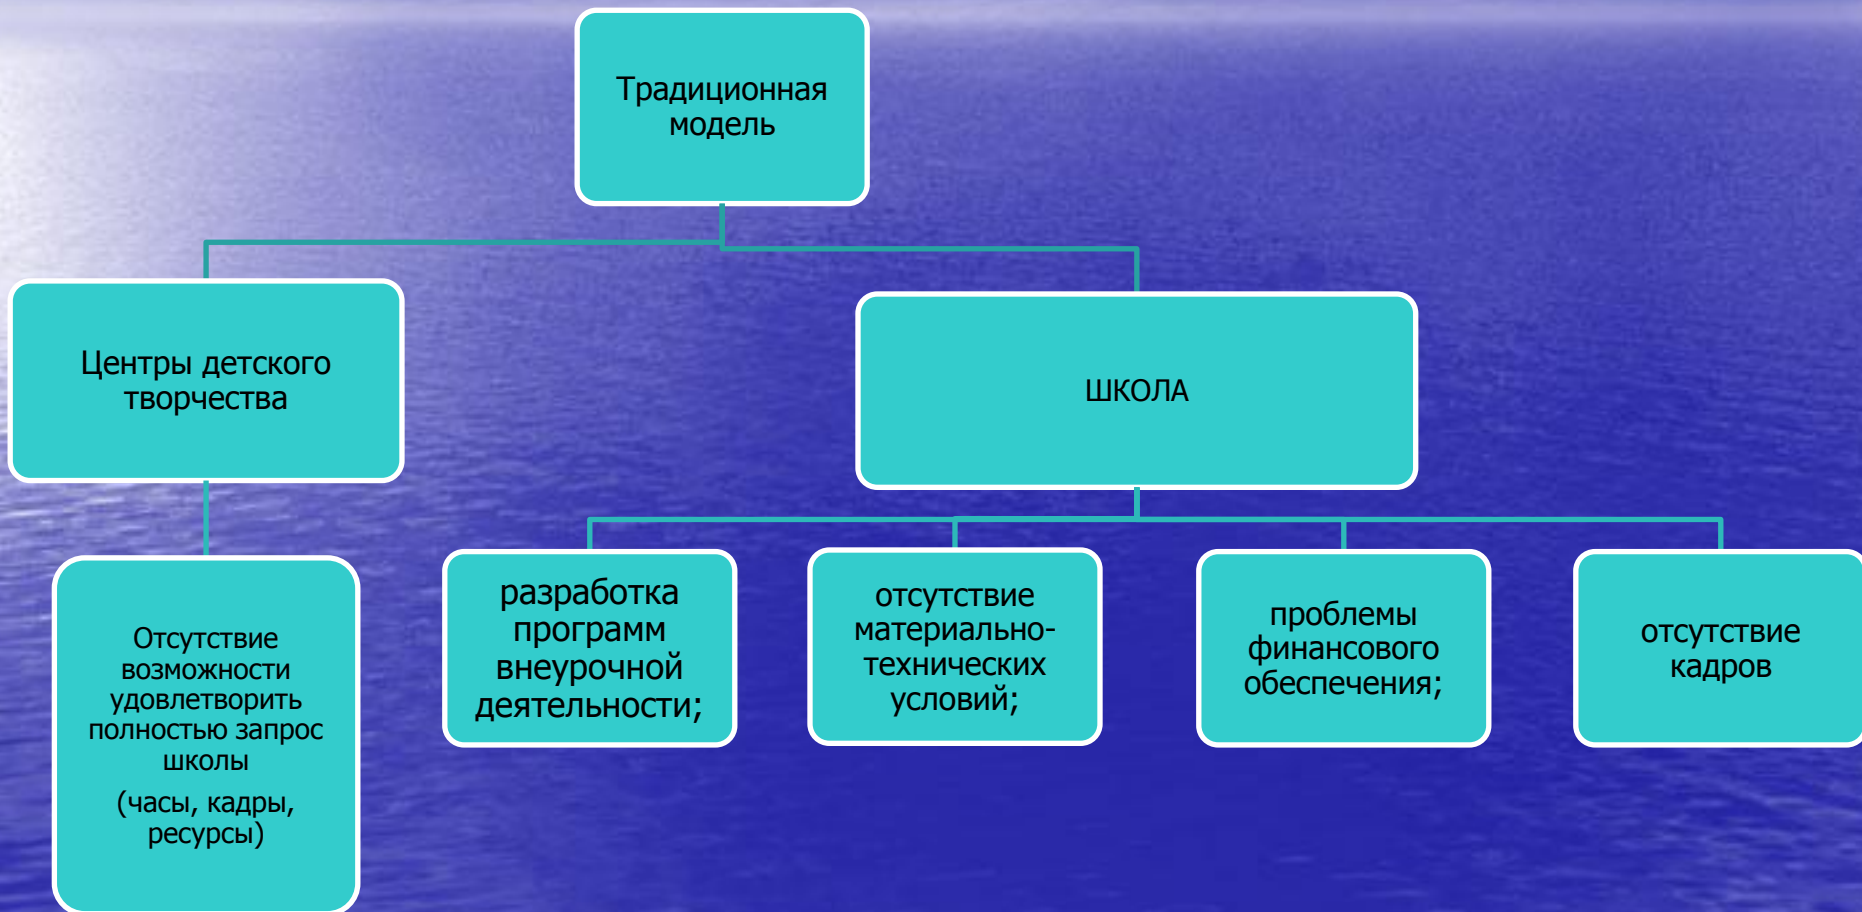 Традиционная
модель
Центры детского
творчества
ШКОЛА
Отсутствие
возможности
удовлетворить
полностью запрос
школы
(часы, кадры,
ресурсы)
разработка
программ
внеурочной
деятельности;
отсутствие
материально-
технических
условий;
проблемы
финансового
обеспечения;
отсутствие
кадров